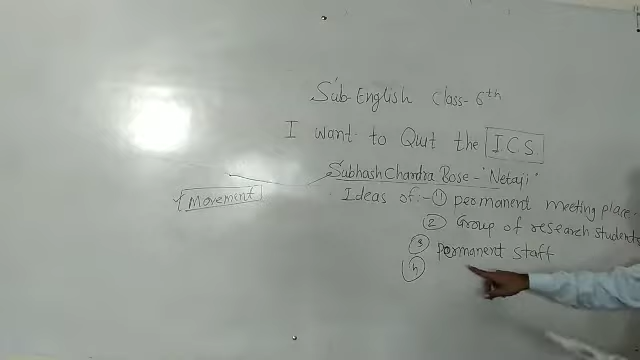 Sub-English Class-6th
I want to Quit the ICS
Subhash Chandra Bose - "Netaji"
Movement
Ideas of:- ① permanent meeting place.
② Group of research students
③ Permanent staff
④